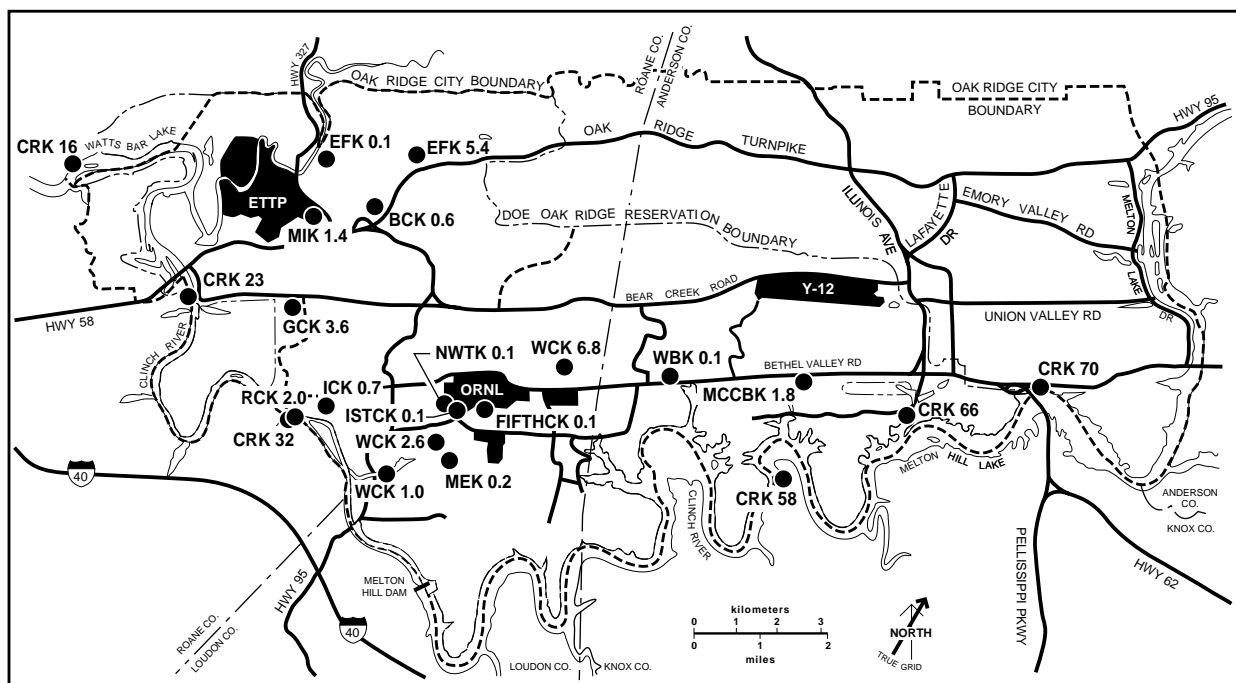 HWY 327
ROANE CO.
ANDERSON CO.
OAK RIDGE CITY BOUNDARY
OAK RIDGE CITY
BOUNDARY
HWY 95
CRK 16
WATTS BAR LAKE
EFK 0.1
EFK 5.4
OAK RIDGE TURNPIKE
ETTP
MIK 1.4
BCK 0.6
DOE OAK RIDGE RESERVATION BOUNDARY
ILLINOIS AVE
LAFAYETTE
DR
EMORY VALLEY
RD
MELTON
LAKE
DR
CRK 23
BEAR CREEK ROAD
Y-12
HWY 58
GCK 3.6
UNION VALLEY RD
CLINCH RIVER
NWTK 0.1
WCK 6.8
WBK 0.1
BETHEL VALLEY RD
CRK 70
ICK 0.7
RCK 2.0
ORNL
MCCBK 1.8
ISTCK 0.1
FIFTHCK 0.1
CRK 66
CRK 32
WCK 2.6
MELTON
HILL
LAKE
40
WCK 1.0
MEK 0.2
CRK 58
CLINCH RIVER
ANDERSON
CO.
KNOX CO.
HWY 95
MELTON
HILL DAM
PELLISSIPPI PKWY
HWY 62
kilometers
0 1 2 3
0 1 2
miles
NORTH
TRUE GRID
40
ROANE CO.
LOUDON CO.
LOUDON CO.
KNOX CO.